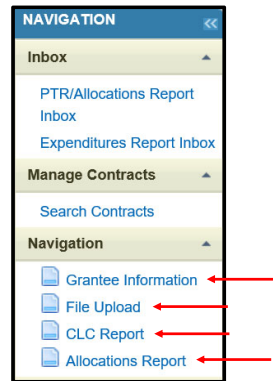 NAVIGATION
Inbox
PTR/Allocations Report
Inbox
Expenditures Report Inbox
Manage Contracts
Search Contracts
Navigation
Grantee Information
File Upload
CLC Report
Allocations Report